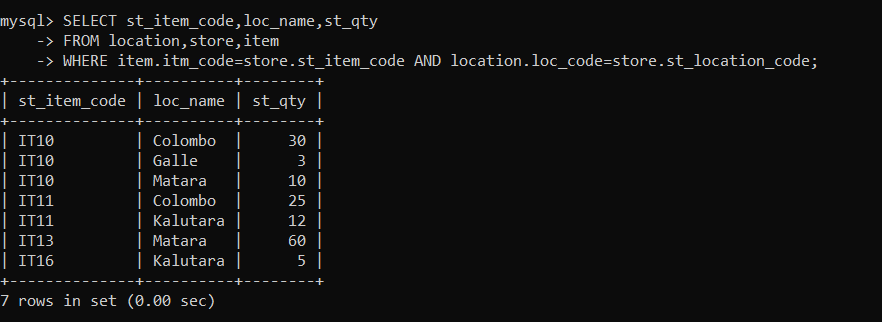 mysql> SELECT st_item_code,loc_name,st_qty
    -> FROM location,store,item
    -> WHERE item.itm_code=store.st_item_code AND location.loc_code=store.st_location_code;
+--------------+----------+--------+
| st_item_code | loc_name | st_qty |
+--------------+----------+--------+
| IT10         | Colombo  |     30 |
| IT10         | Galle    |      3 |
| IT10         | Matara   |     10 |
| IT11         | Colombo  |     25 |
| IT11         | Kalutara |     12 |
| IT13         | Matara   |     60 |
| IT16         | Kalutara |      5 |
+--------------+----------+--------+
7 rows in set (0.00 sec)